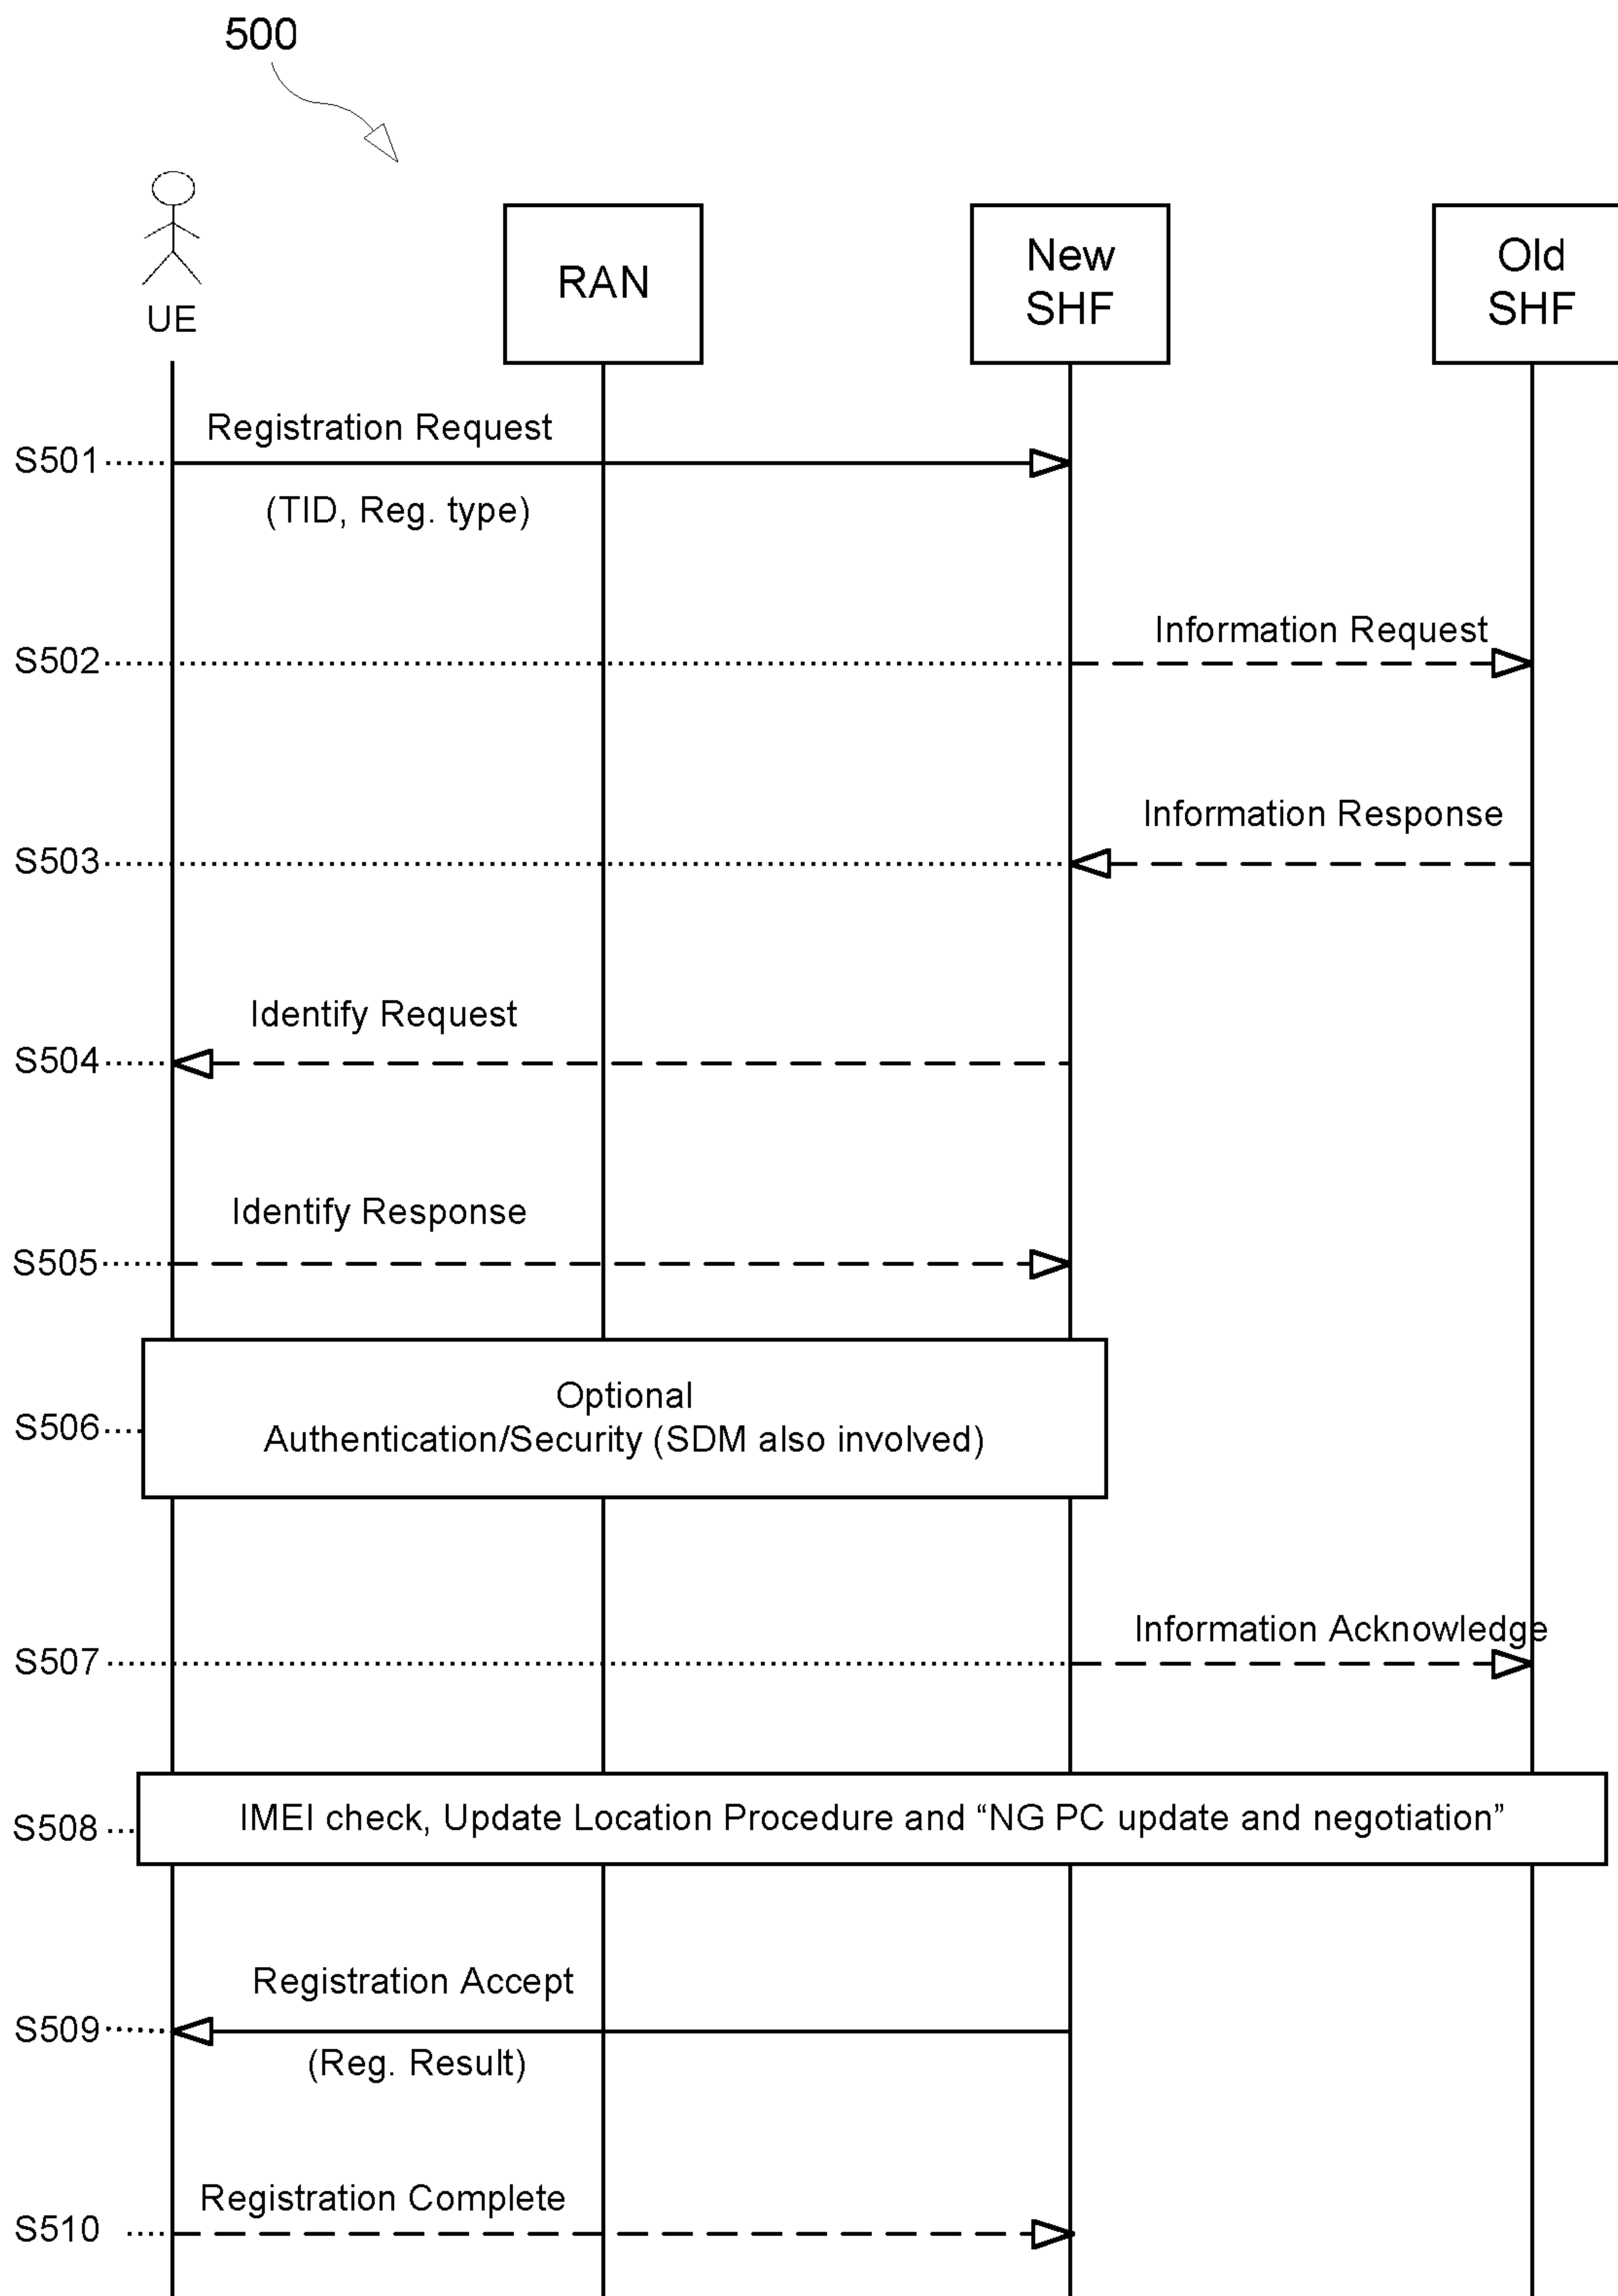 500
UE
RAN
New
SHF
Old
SHF
Registration Request
S501
(TID, Reg. type)
Information Request
S502
Information Response
S503
Identify Request
S504
Identify Response
S505
Optional
Authentication/Security (SDM also involved)
S506
Information Acknowledge
S507
IMEI check, Update Location Procedure and “NG PC update and negotiation”
S508
Registration Accept
S509
(Reg. Result)
Registration Complete
S510